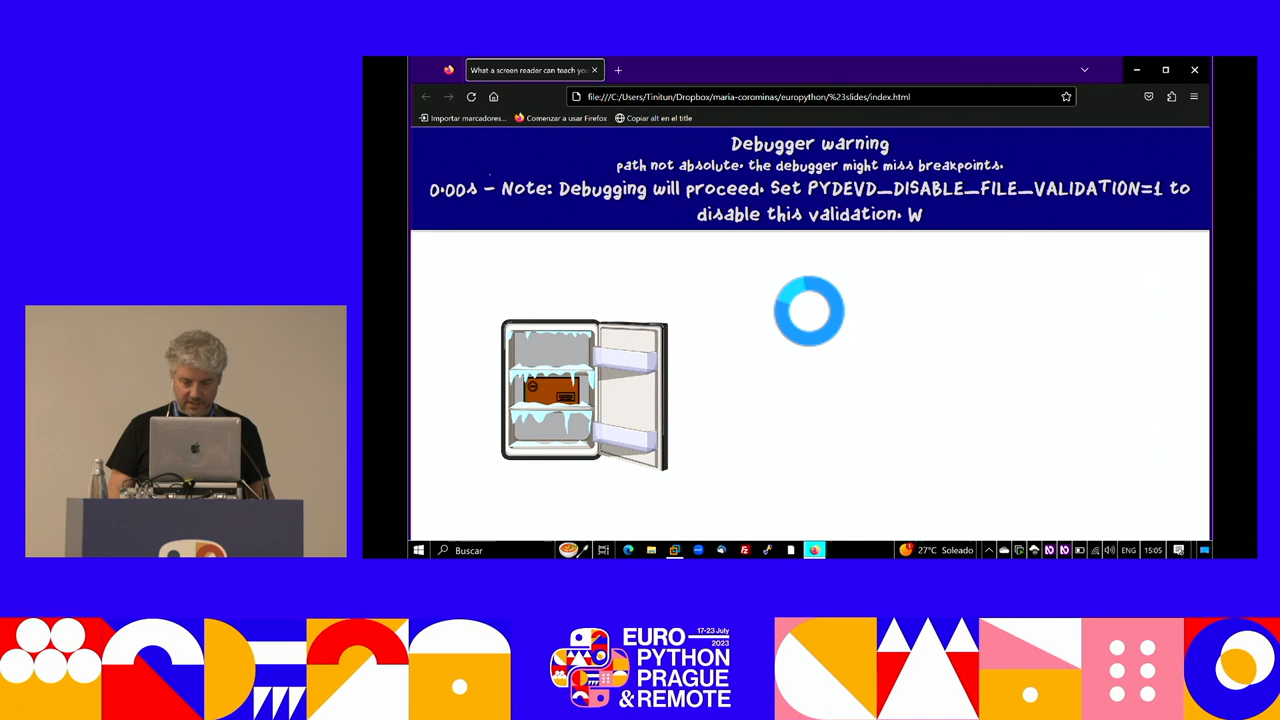 What a screen reader can teach you
file:///C:/Users/Tinitun/Dropbox/maria-corominas/europython/%23slides/index.html
Importar marcadores...
Comenzar a usar Firefox
Copiar alt en el title
Debugger warning
path not absolute. the debugger might miss breakpoints.
0.00s - Note: Debugging will proceed. Set PYDEVD_DISABLE_FILE_VALIDATION=1 to
disable this validation. W
Buscar
27°C Soleado
ENG
15:05
EURO
17-23 July
2023
PYTHON
PRAGUE
& REMOTE